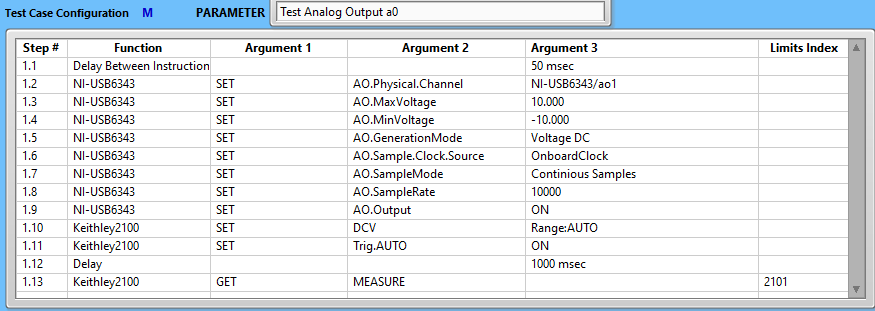 Test Case Configuration M PARAMETER Test Analog Output a0
Step # Function Argument 1 Argument 2 Argument 3 Limits Index
1.1 Delay Between Instruction 50 msec
1.2 NI-USB6343 SET AO.Physical.Channel NI-USB6343/ao1
1.3 NI-USB6343 SET AO.MaxVoltage 10.000
1.4 NI-USB6343 SET AO.MinVoltage -10.000
1.5 NI-USB6343 SET AO.GenerationMode Voltage DC
1.6 NI-USB6343 SET AO.Sample.Clock.Source OnboardClock
1.7 NI-USB6343 SET AO.SampleMode Continious Samples
1.8 NI-USB6343 SET AO.SampleRate 10000
1.9 NI-USB6343 SET AO.Output ON
1.10 Keithley2100 SET DCV Range:AUTO
1.11 Keithley2100 SET Trig.AUTO ON
1.12 Delay 1000 msec
1.13 Keithley2100 GET MEASURE 2101